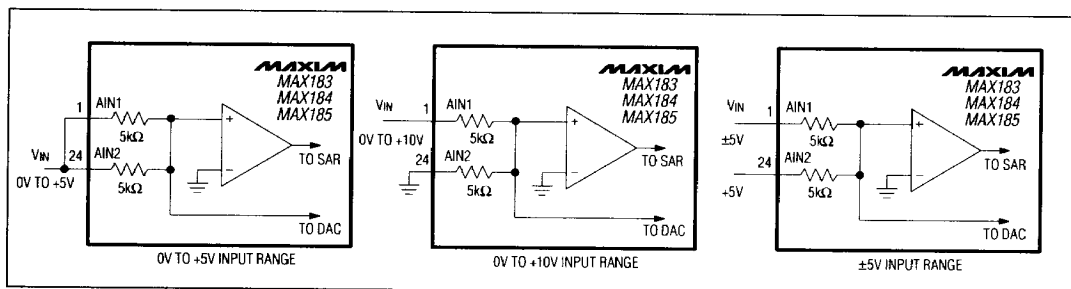 MAXIM
MAX183
MAX184
MAX185
1
AIN1
5kΩ
+
VIN
24
AIN2
5kΩ
−
0V TO +5V
TO SAR
TO DAC
0V TO +5V INPUT RANGE
MAXIM
MAX183
MAX184
MAX185
VIN
1
AIN1
5kΩ
+
0V TO +10V
24
AIN2
5kΩ
−
TO SAR
TO DAC
0V TO +10V INPUT RANGE
MAXIM
MAX183
MAX184
MAX185
VIN
1
AIN1
5kΩ
+
±5V
24
AIN2
5kΩ
−
+5V
TO SAR
TO DAC
±5V INPUT RANGE